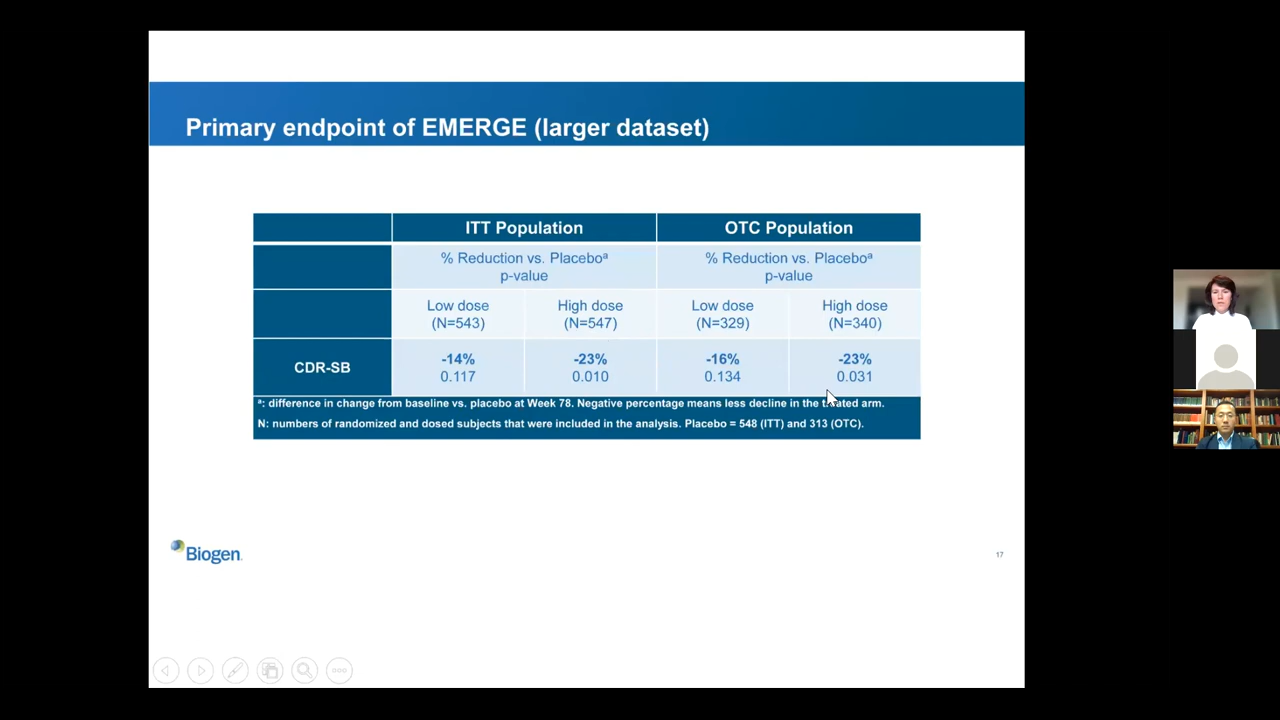 Primary endpoint of EMERGE (larger dataset)
ITT Population
OTC Population
% Reduction vs. Placeboᵃ
p-value
% Reduction vs. Placeboᵃ
p-value
Low dose
(N=543)
High dose
(N=547)
Low dose
(N=329)
High dose
(N=340)
CDR-SB
-14%
0.117
-23%
0.010
-16%
0.134
-23%
0.031
ᵃ: difference in change from baseline vs. placebo at Week 78. Negative percentage means less decline in the treated arm.
N: numbers of randomized and dosed subjects that were included in the analysis. Placebo = 548 (ITT) and 313 (OTC).
Biogen.
17